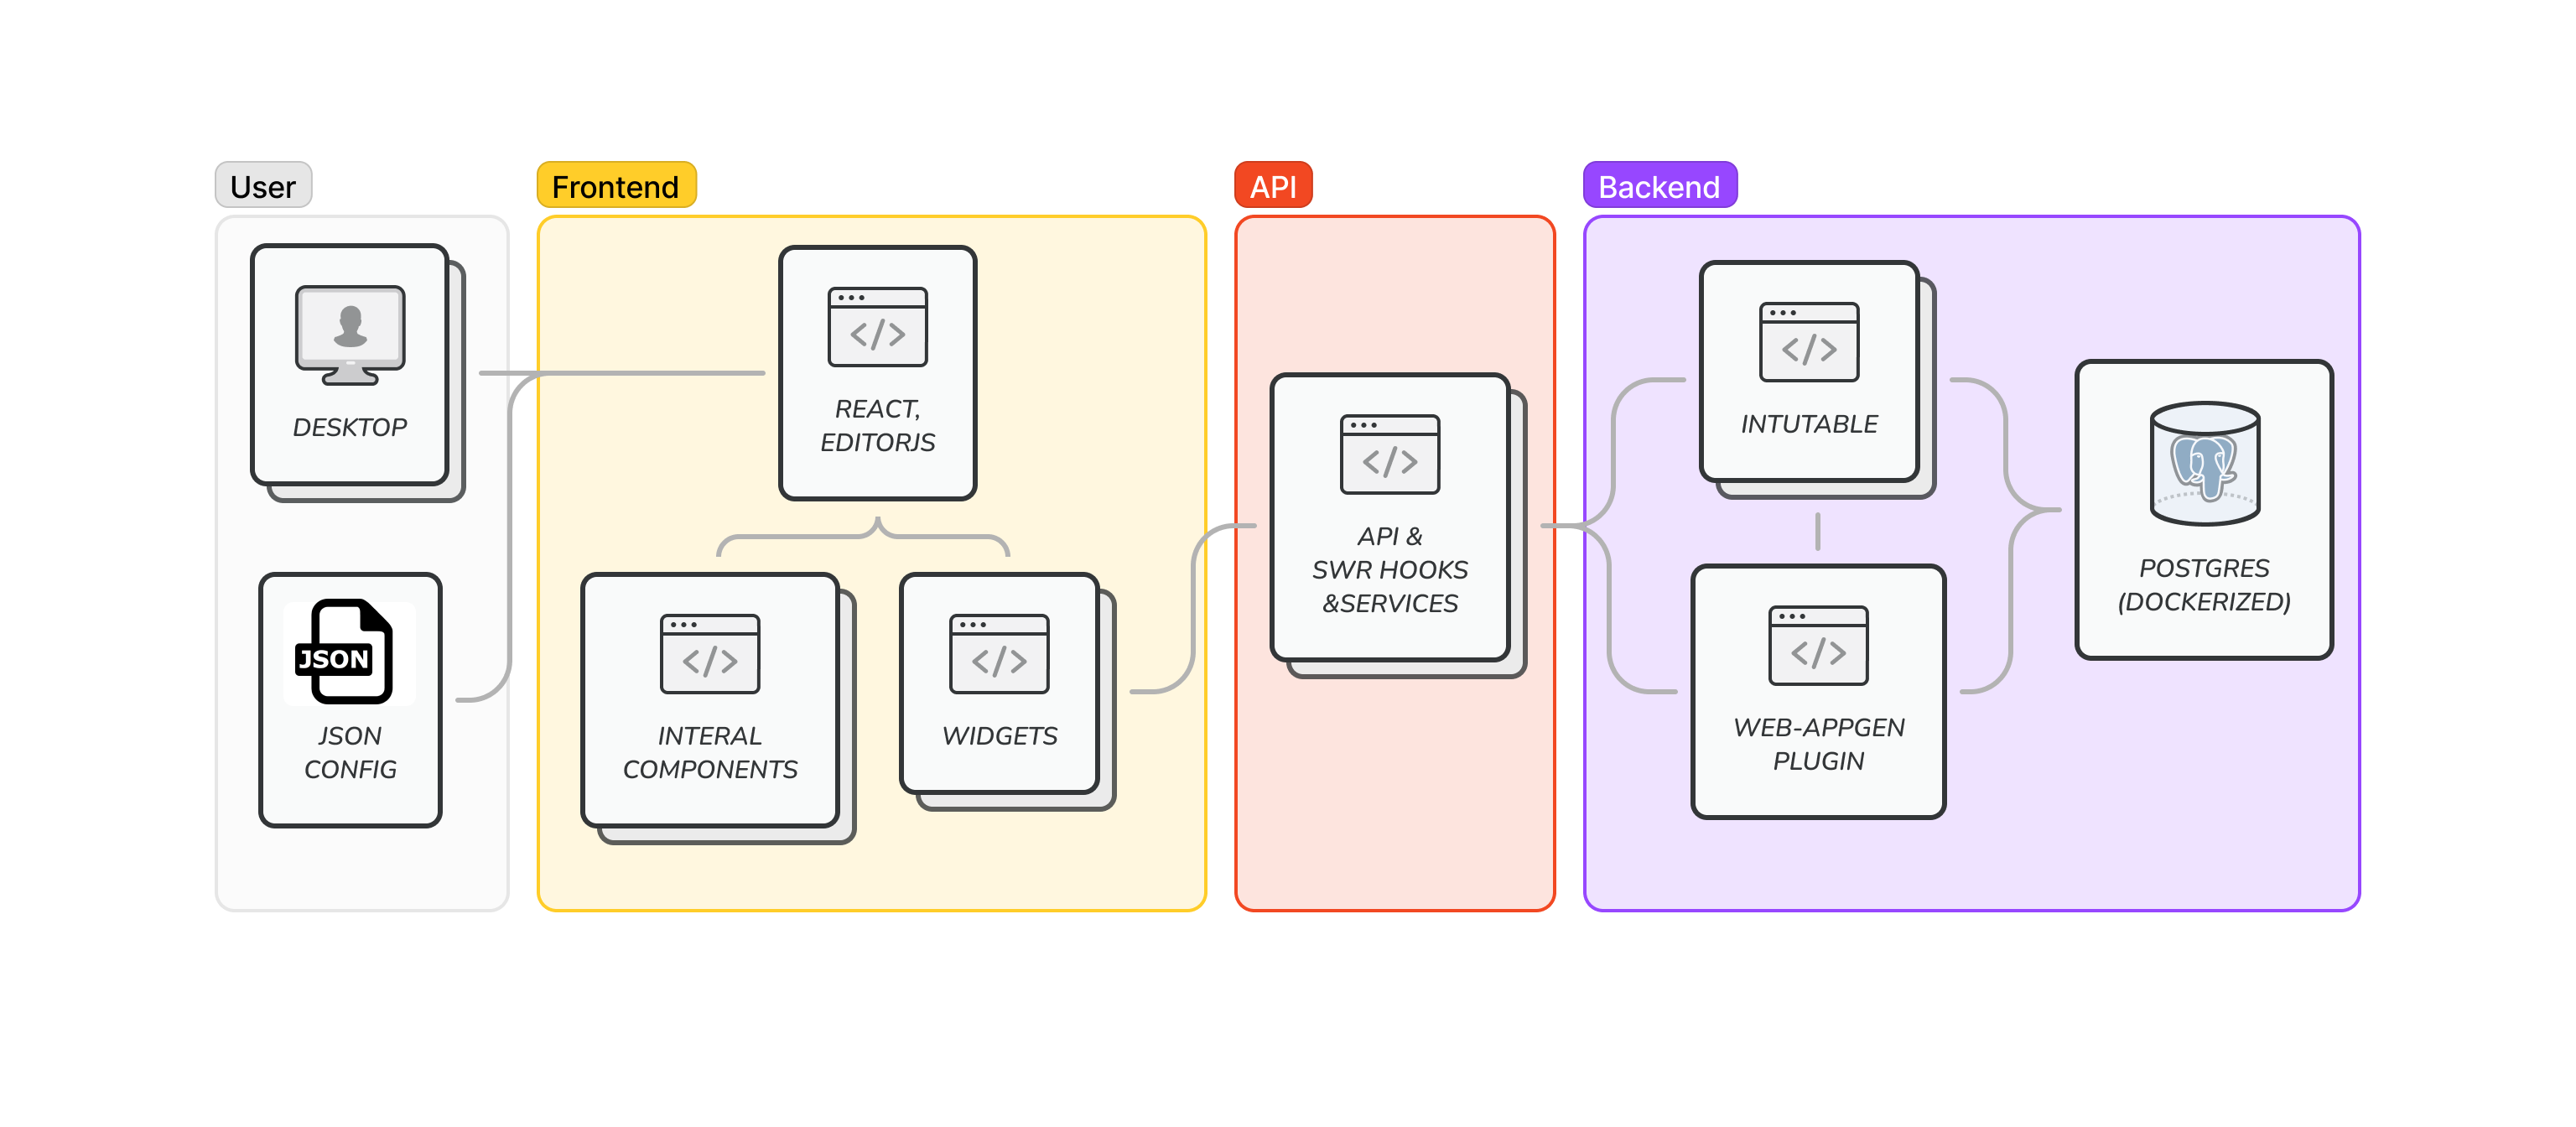 User
Frontend
API
Backend
DESKTOP
JSON
JSON
CONFIG
REACT,
EDITORJS
INTERAL
COMPONENTS
WIDGETS
API &
SWR HOOKS
&SERVICES
INTUTABLE
WEB-APPGEN
PLUGIN
POSTGRES
(DOCKERIZED)